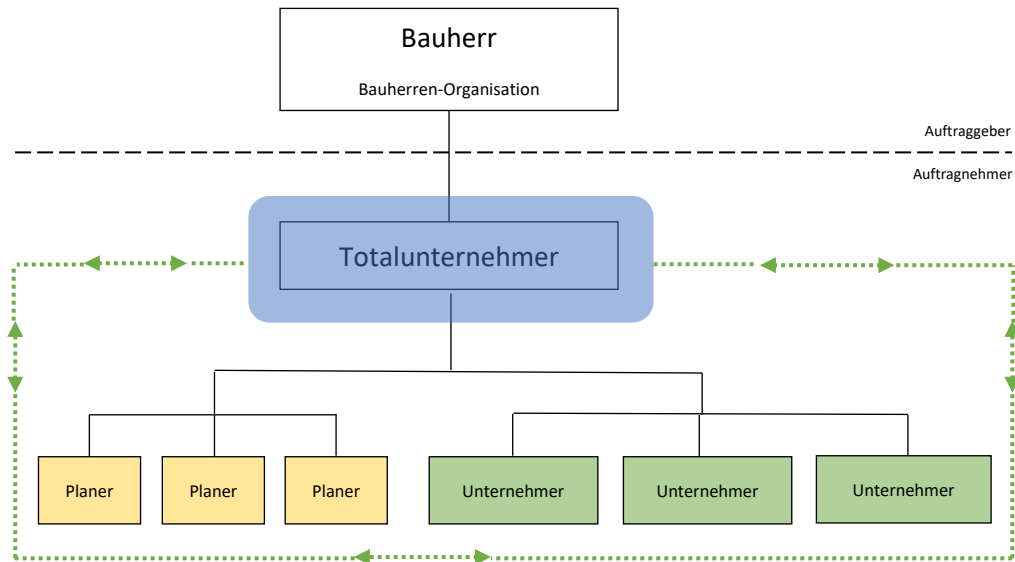 Bauherr
Bauherren-Organisation
Auftraggeber
Auftragnehmer
Totalunternehmer
Planer
Planer
Planer
Unternehmer
Unternehmer
Unternehmer